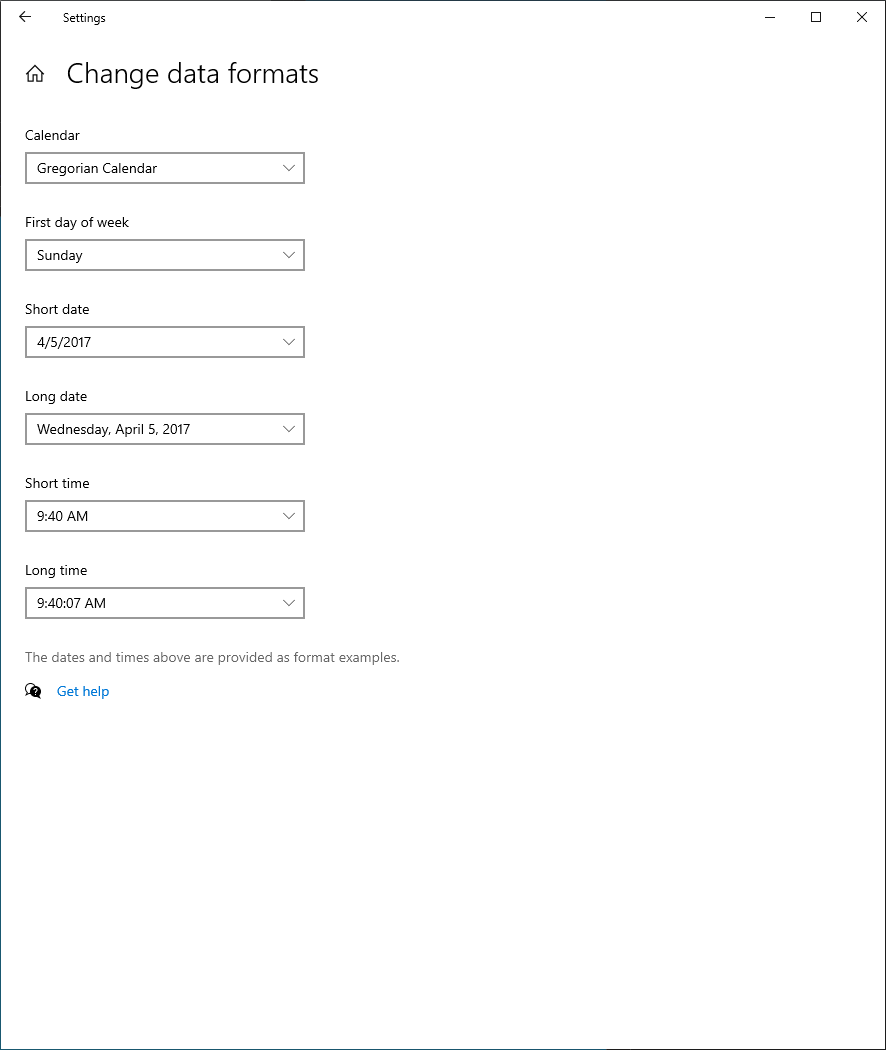 Settings
Change data formats
Calendar
Gregorian Calendar
First day of week
Sunday
Short date
4/5/2017
Long date
Wednesday, April 5, 2017
Short time
9:40 AM
Long time
9:40:07 AM
The dates and times above are provided as format examples.
Get help